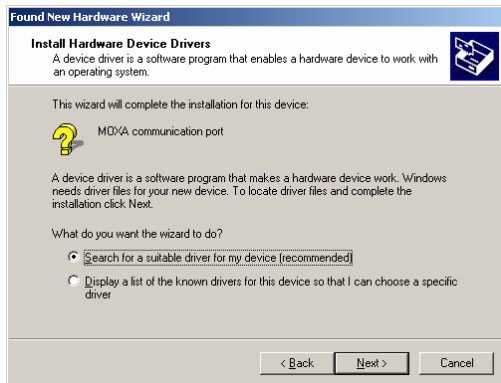 Found New Hardware Wizard
Install Hardware Device Drivers
A device driver is a software program that enables a hardware device to work with
an operating system.
This wizard will complete the installation for this device:
MOXA communication port
A device driver is a software program that makes a hardware device work. Windows
needs driver files for your new device. To locate driver files and complete the
installation click Next.
What do you want the wizard to do?
Search for a suitable driver for my device (recommended)
Display a list of the known drivers for this device so that I can choose a specific
driver
< Back Next > Cancel